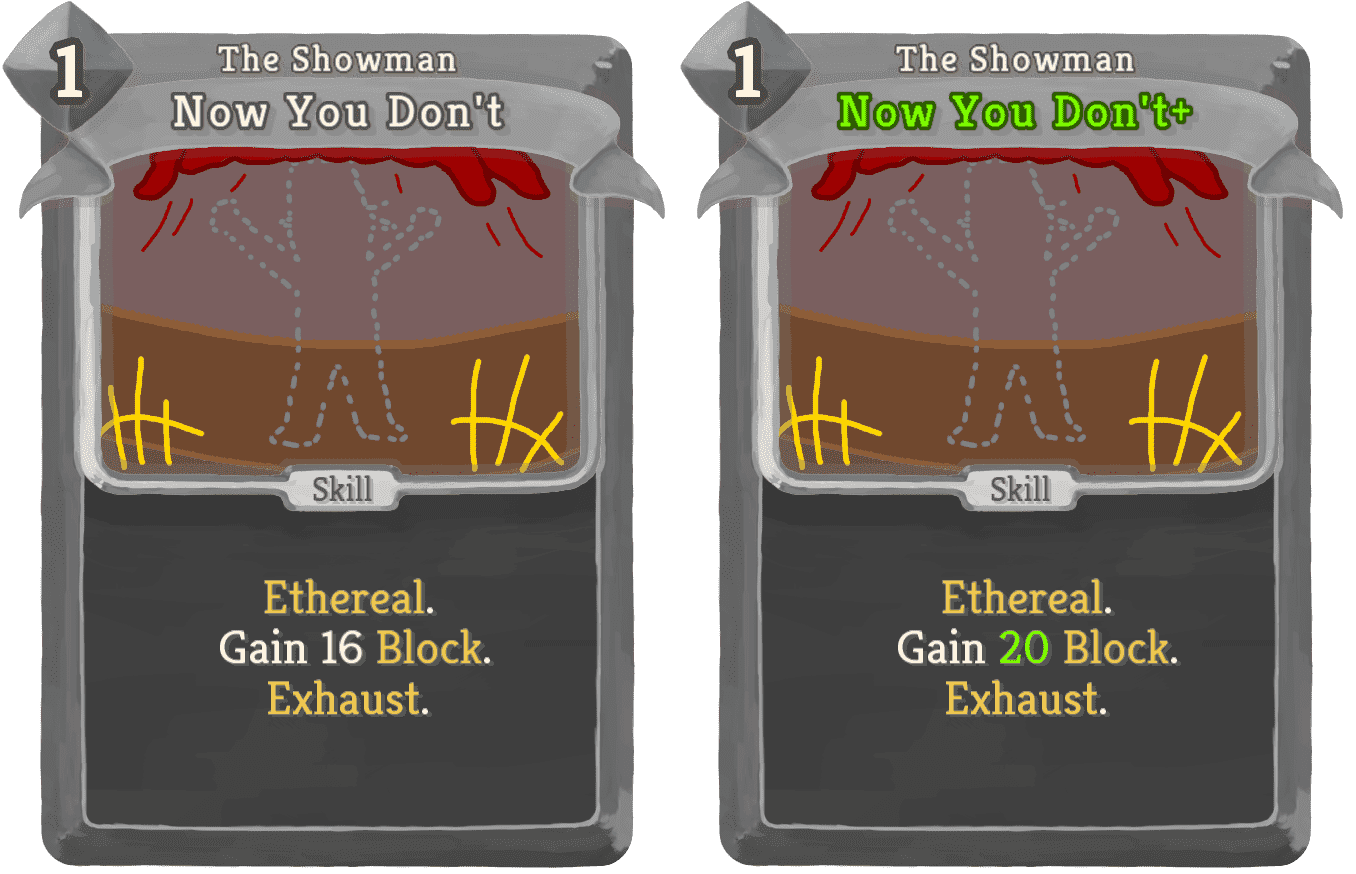 1
The Showman
Now You Don't
Skill
Ethereal.
Gain 16 Block.
Exhaust.
1
The Showman
Now You Don't+
Skill
Ethereal.
Gain 20 Block.
Exhaust.